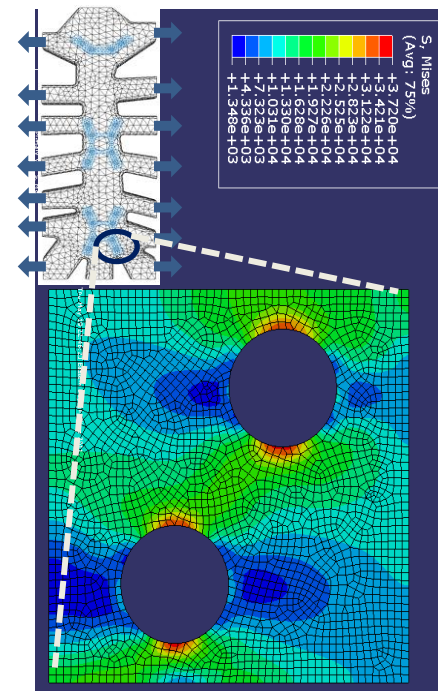 S, Mises
(Avg: 75%)
+3.720e+04
+3.421e+04
+3.122e+04
+2.823e+04
+2.525e+04
+2.226e+04
+1.927e+04
+1.628e+04
+1.330e+04
+1.031e+04
+7.323e+03
+4.336e+03
+1.348e+03